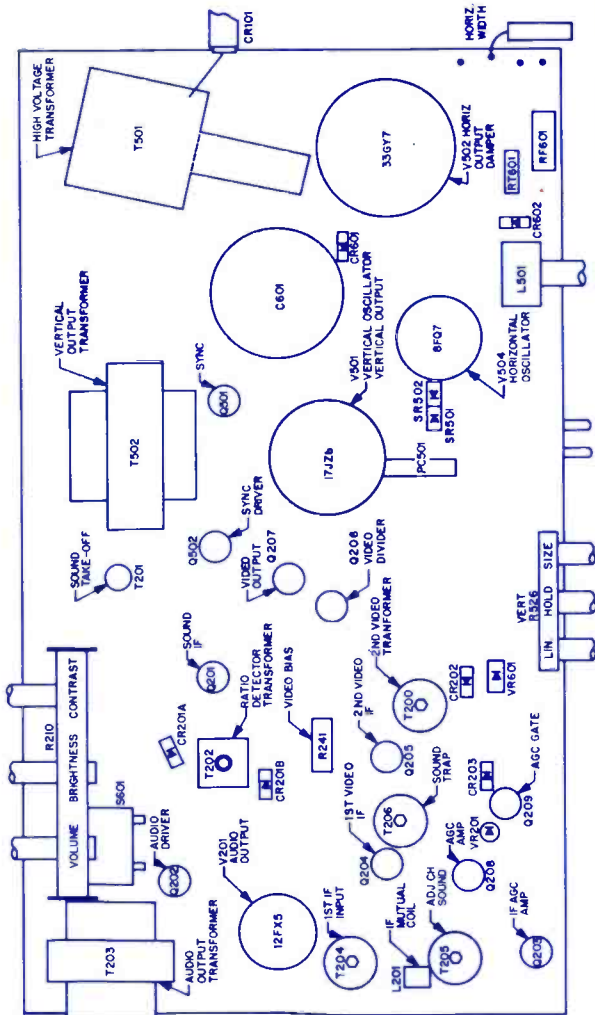 AUDIO
OUTPUT
TRANSFORMER
T203
VOLUME BRIGHTNESS CONTRAST
R210
S601
AUDIO
DRIVER
Q202
SOUND
TAKE-OFF
T201
VERTICAL
OUTPUT
TRANSFORMER
T502
HIGH VOLTAGE
TRANSFORMER
T501
CR101
CR201A
SOUND IF
Q201
SYNC
Q501
V201
AUDIO
OUTPUT
12FX5
T202
RATIO
DETECTOR
TRANSFORMER
CR201B
VIDEO BIAS
R241
Q502
SYNC
DRIVER
VIDEO
OUTPUT
Q207
C601
CR601
1ST IF
INPUT
T204
1ST VIDEO
IF
Q204
2ND VIDEO
IF
Q205
2ND VIDEO
TRANFORMER
T200
Q206
VIDEO
DIVIDER
17JZ6
V501
VERTICAL OSCILLATOR
VERTICAL OUTPUT
PC501
33GY7
V502 HORIZ
OUTPUT
DAMPER
IF
MUTUAL
COIL
L201
ADJ CH
SOUND
T205
T206
SOUND
TRAP
AGC
AMP
Q208
VR201
CR203
CR202
VR601
SR502
SR501
8FQ7
V504
HORIZONTAL
OSCILLATOR
HORIZ.
WIDTH
IF AGC
AMP
Q203
Q209
AGC GATE
VERT
R526
LIN. HOLD SIZE
L501
CR602
RT601
RF601